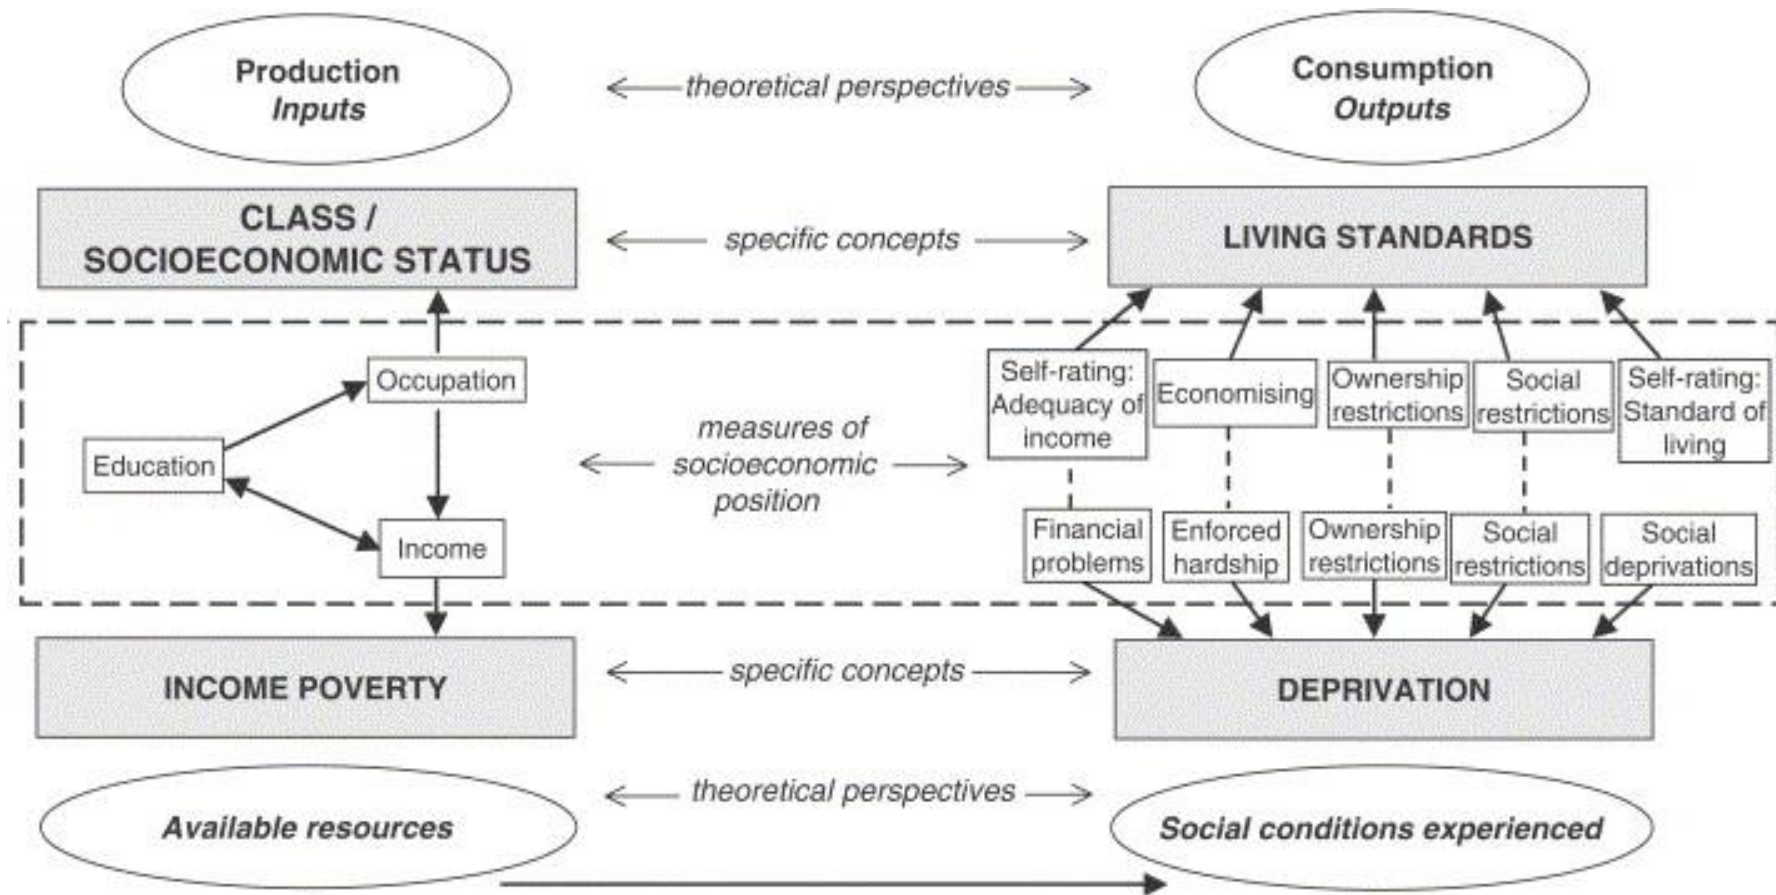 Production
Inputs
theoretical perspectives
Consumption
Outputs
CLASS /
SOCIOECONOMIC STATUS
specific concepts
LIVING STANDARDS
Occupation
Education
Income
measures of
socioeconomic
position
Self-rating:
Adequacy of
income
Economising
Ownership
restrictions
Social
restrictions
Self-rating:
Standard of
living
Financial
problems
Enforced
hardship
Ownership
restrictions
Social
restrictions
Social
deprivations
INCOME POVERTY
specific concepts
DEPRIVATION
Available resources
theoretical perspectives
Social conditions experienced